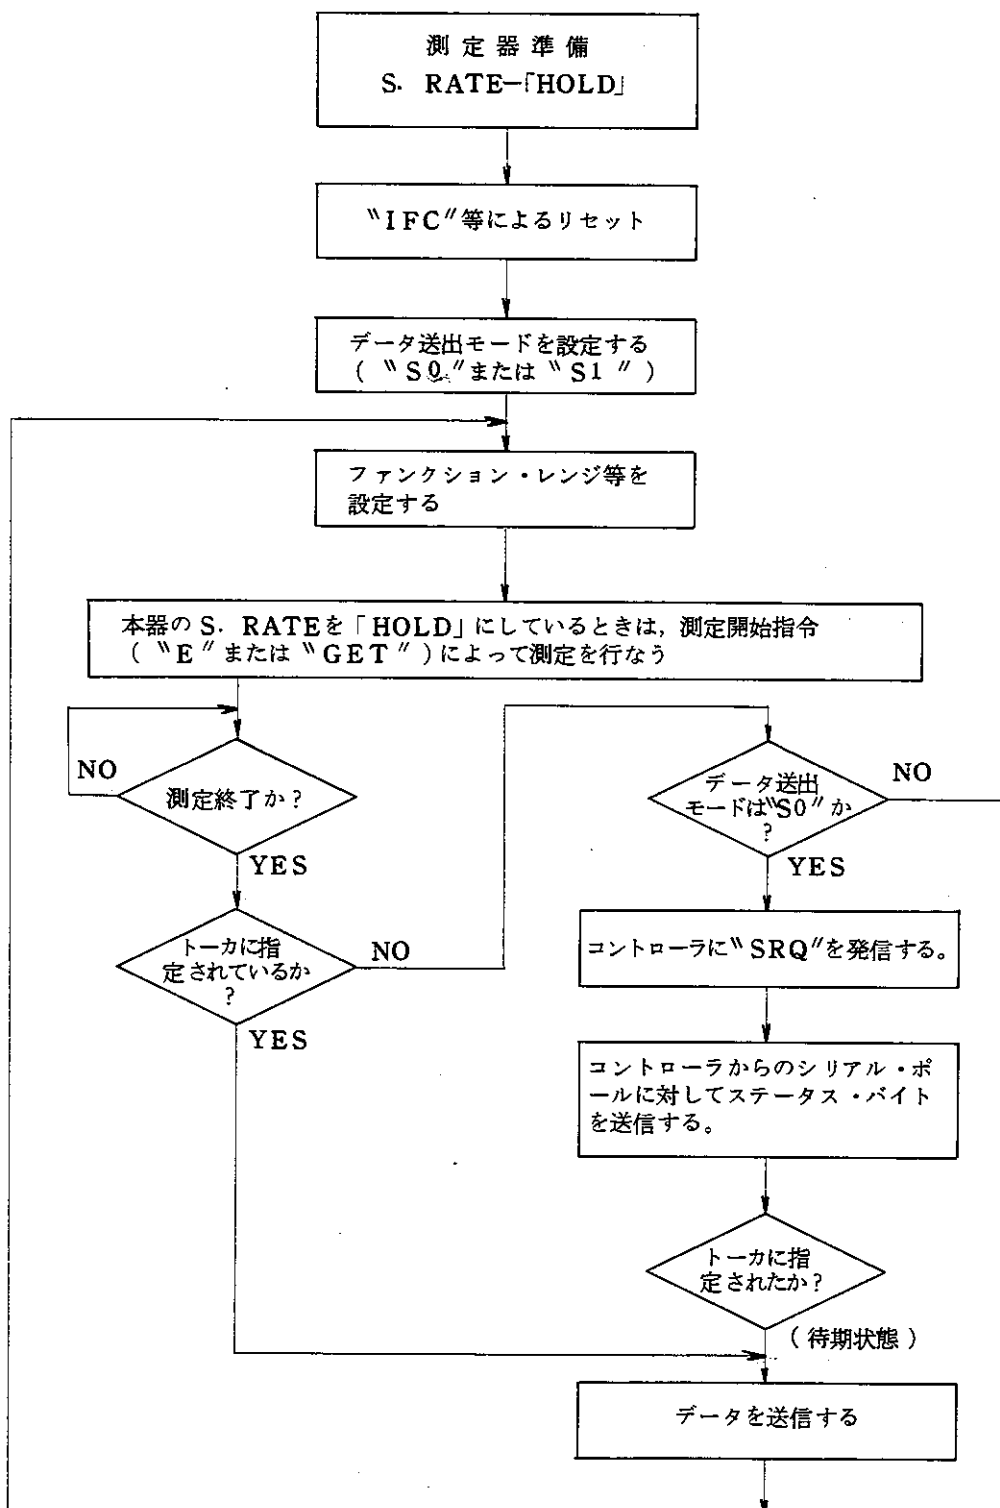 測定器準備
S. RATE−「HOLD」
〝IFC〞等によるリセット
データ送出モードを設定する
(〝S0〞または〝S1〞)
ファンクション・レンジ等を
設定する
本器のS. RATEを「HOLD」にしているときは,測定開始指令
(〝E〞または〝GET〞)によって測定を行なう
NO
測定終了か?
YES
トーカに指
定されているか
?
NO
YES
データ送出
モードは〝S0〞か
?
NO
YES
コントローラに〝SRQ〞を発信する。
コントローラからのシリアル・ポ
ールに対してステータス・バイト
を送信する。
トーカに指
定されたか?
(待期状態)
データを送信する